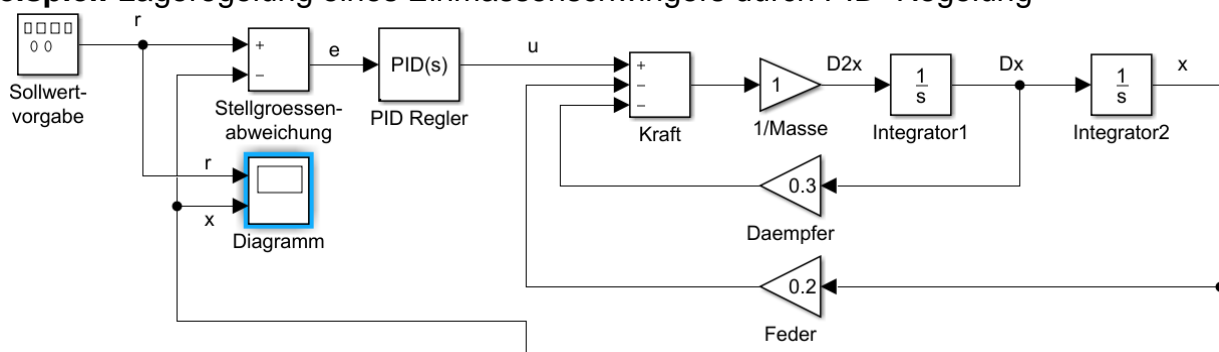 Lageregelung eines Einmassenschwingers durch PID- Regelung
r
Sollwert-
vorgabe
+
−
Stellgroessen-
abweichung
e
PID(s)
PID Regler
u
+
−
−
Kraft
1
1/Masse
D2x
1
s
Integrator1
Dx
1
s
Integrator2
x
r
x
Diagramm
0.3
Daempfer
0.2
Feder